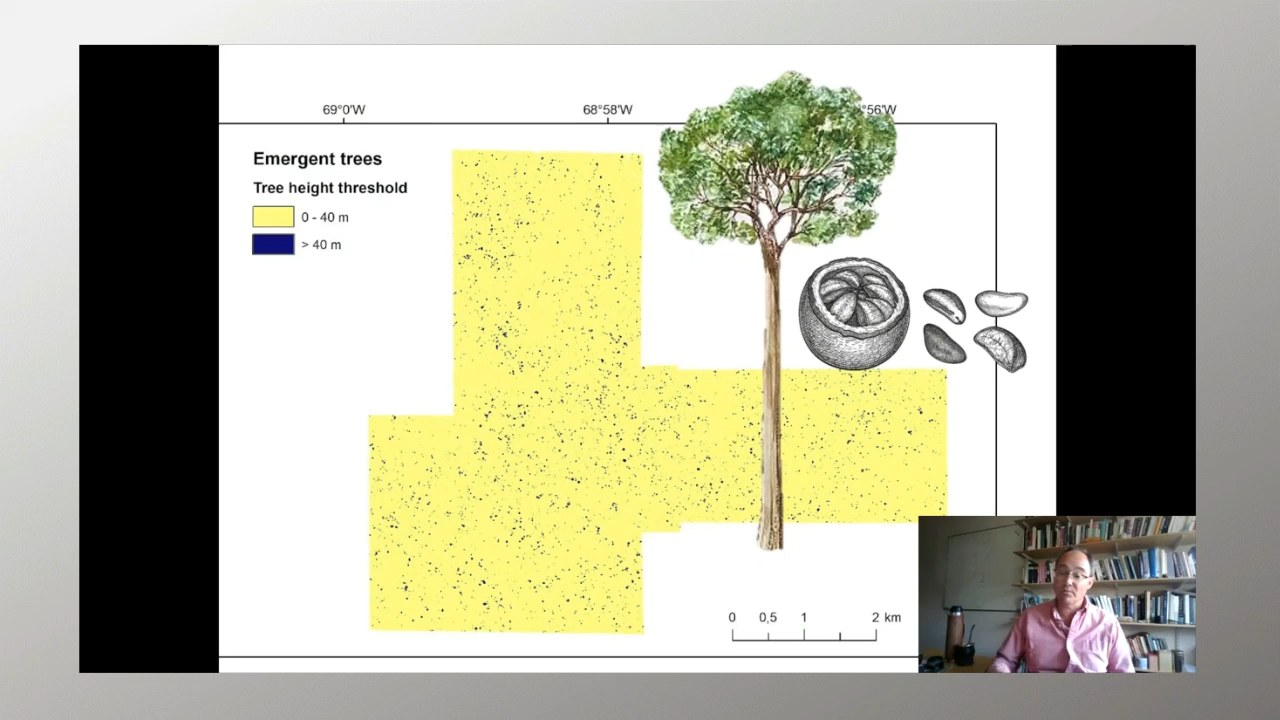 69°0'W
68°58'W
°56'W
Emergent trees
Tree height threshold
0 - 40 m
> 40 m
0
0,5
1
2 km